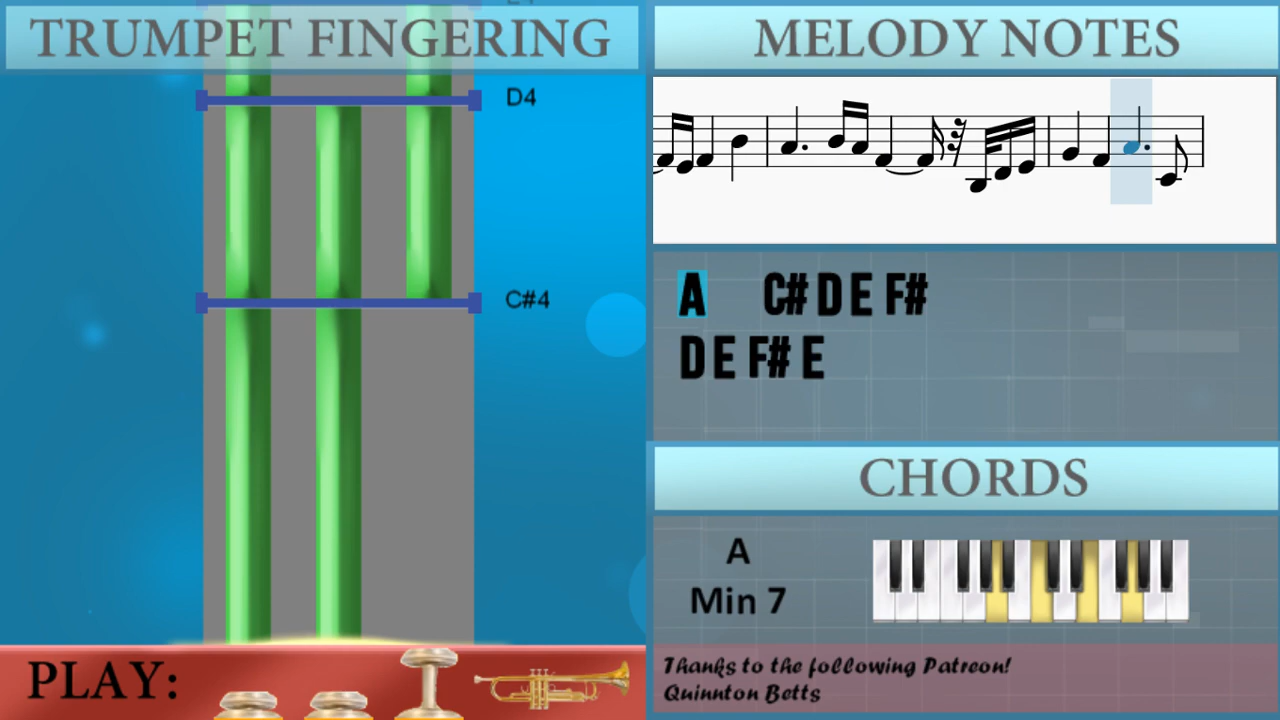 TRUMPET FINGERING
D4
C#4
PLAY:
MELODY NOTES
A C# D E F#
D E F# E
CHORDS
A
Min 7
Thanks to the following Patreon!
Quinnton Betts